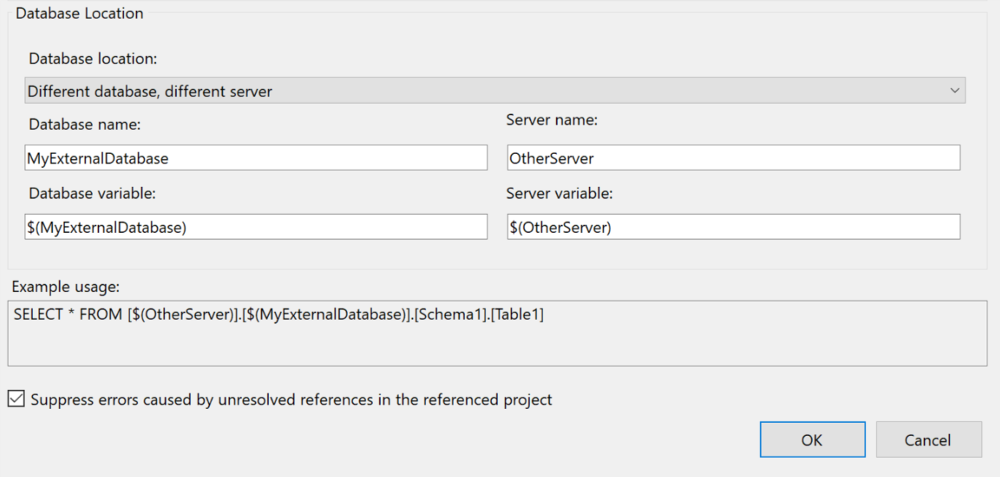 Database Location
Database location:
Different database, different server
Database name:
Server name:
MyExternalDatabase
OtherServer
Database variable:
Server variable:
$(MyExternalDatabase)
$(OtherServer)
Example usage:
SELECT * FROM [$(OtherServer)].[$(MyExternalDatabase)].[Schema1].[Table1]
Suppress errors caused by unresolved references in the referenced project
OK
Cancel